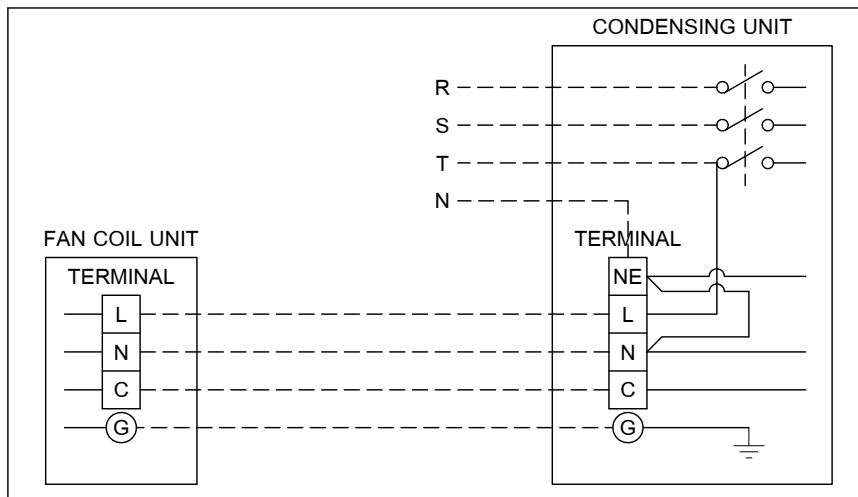 CONDENSING UNIT
R
S
T
N
FAN COIL UNIT
TERMINAL
TERMINAL
NE
L
L
N
N
C
C
G
G